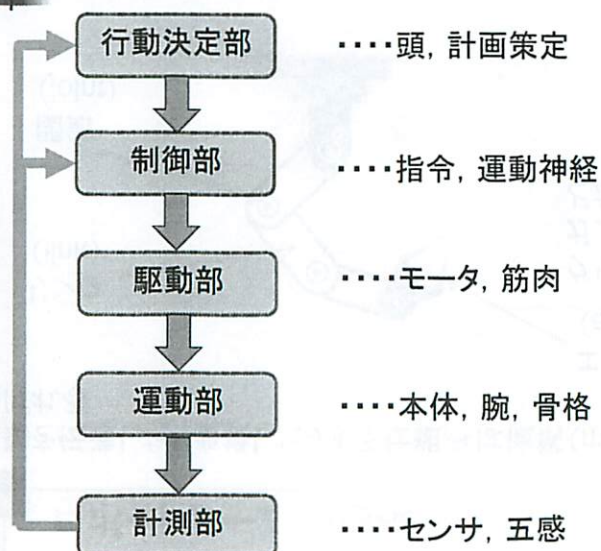 行動決定部 ････頭, 計画策定
制御部 ････指令, 運動神経
駆動部 ････モータ, 筋肉
運動部 ････本体, 腕, 骨格
計測部 ････センサ, 五感